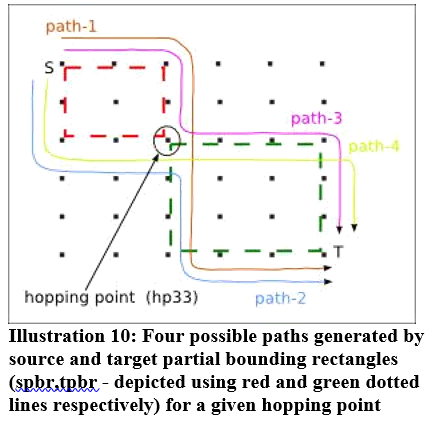 path-1
S
path-3
path-4
T
hopping point (hp33)
path-2
Illustration 10: Four possible paths generated by
source and target partial bounding rectangles
(spbr,tpbr - depicted using red and green dotted
lines respectively) for a given hopping point